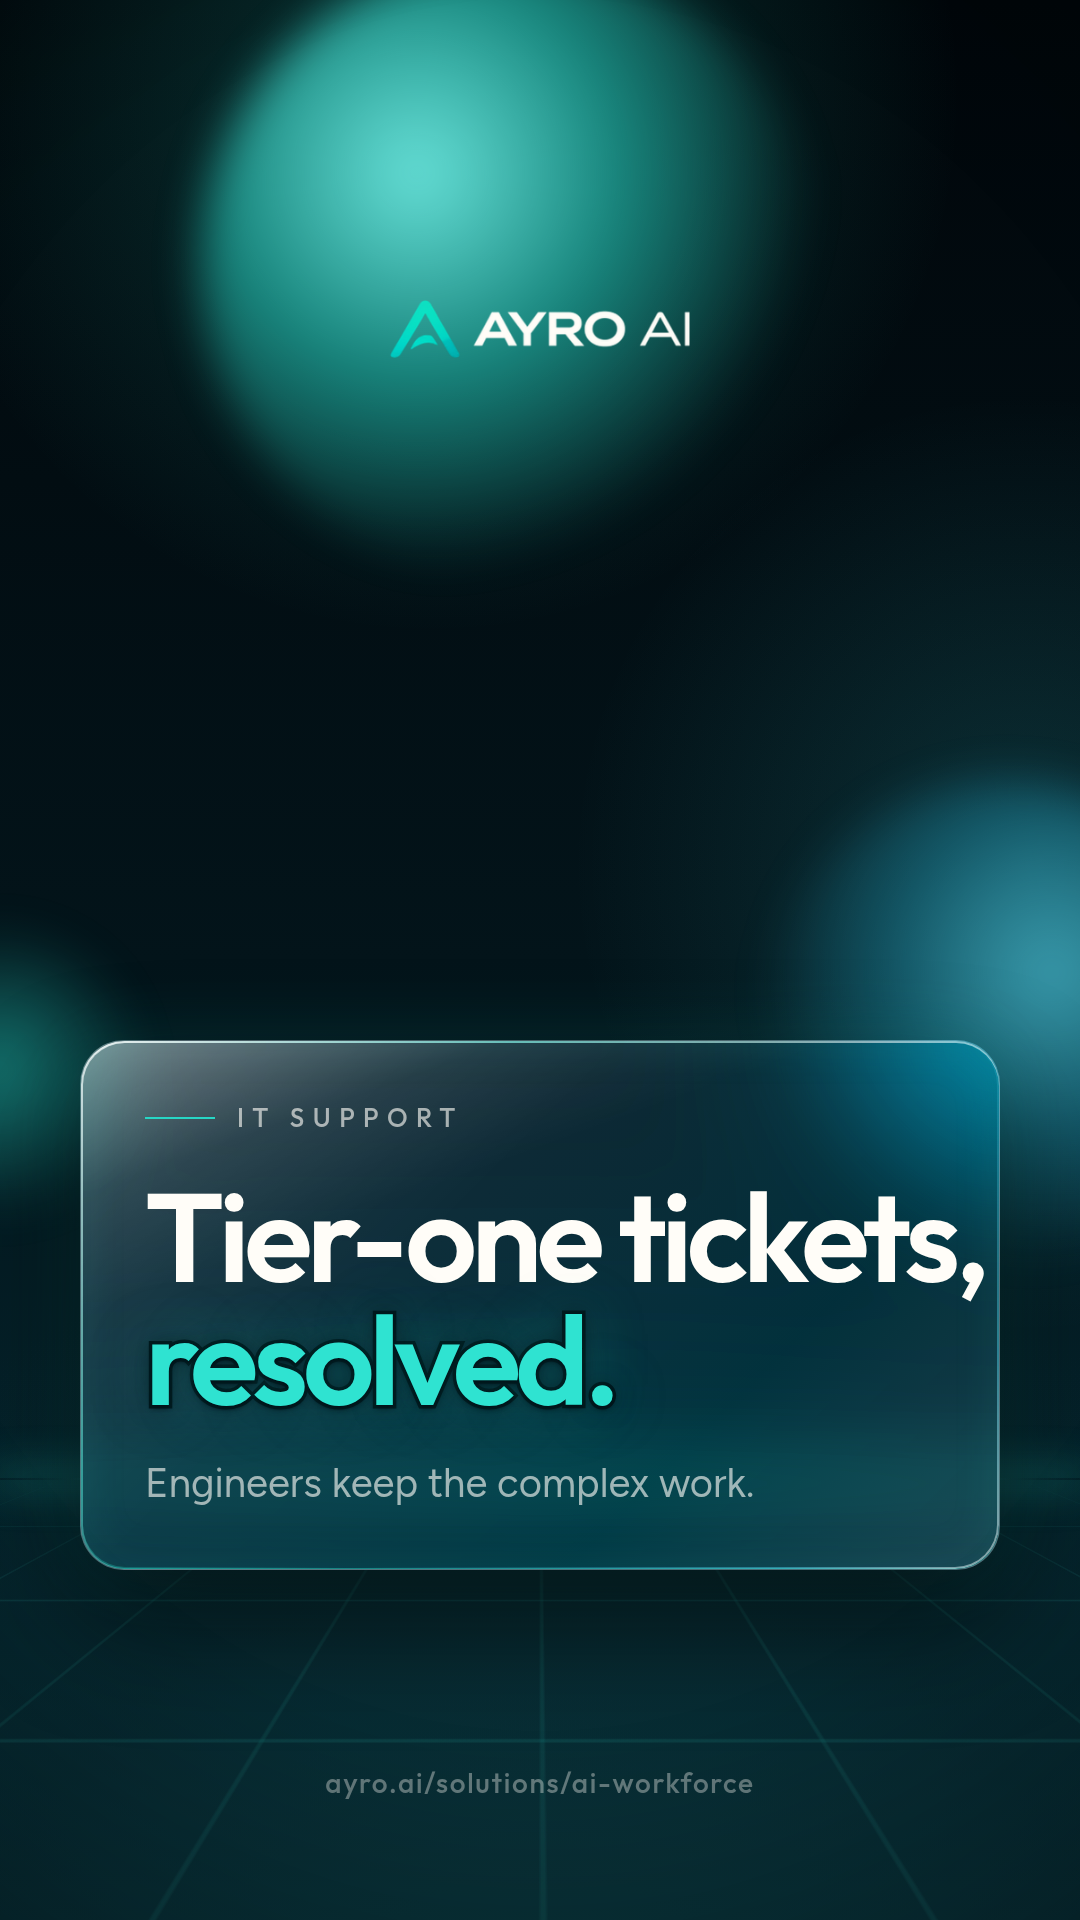 AYRO AI
IT SUPPORT
Tier-one tickets,
resolved.
Engineers keep the complex work.
ayro.ai/solutions/ai-workforce